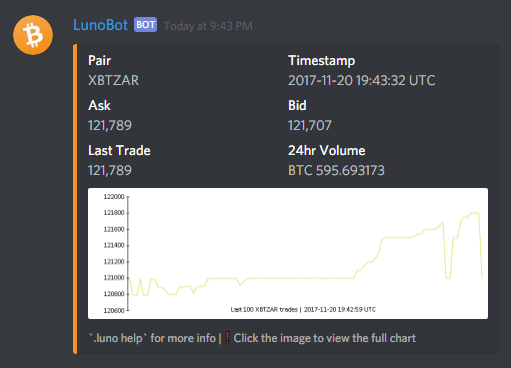 LunoBot BOT Today at 9:43 PM
Pair Timestamp
XBTZAR 2017-11-20 19:43:32 UTC
Ask Bid
121,789 121,707
Last Trade 24hr Volume
121,789 BTC 595.693173
122000
121800
121600
121400
121200
121000
120800
120600
Last 100 XBTZAR trades | 2017-11-20 19:42:59 UTC
`.luno help` for more info | ❗ Click the image to view the full chart